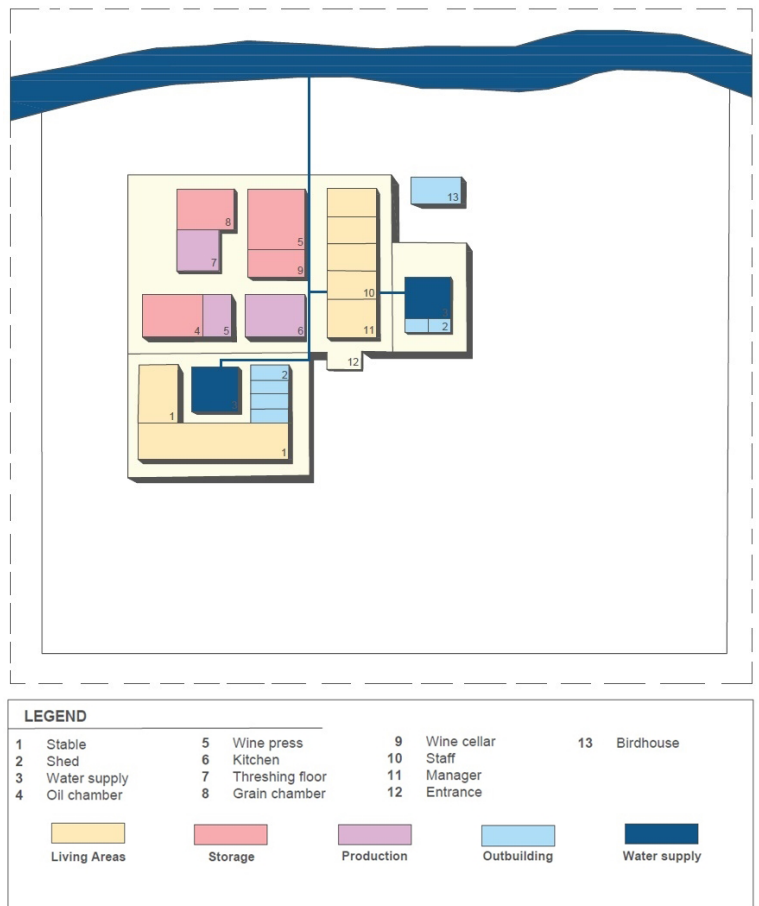 13
8
5
7
9
10
3
4
5
6
11
2
12
2
3
1
1
LEGEND
1 Stable
2 Shed
3 Water supply
4 Oil chamber
5 Wine press
6 Kitchen
7 Threshing floor
8 Grain chamber
9 Wine cellar
10 Staff
11 Manager
12 Entrance
13 Birdhouse
Living Areas
Storage
Production
Outbuilding
Water supply